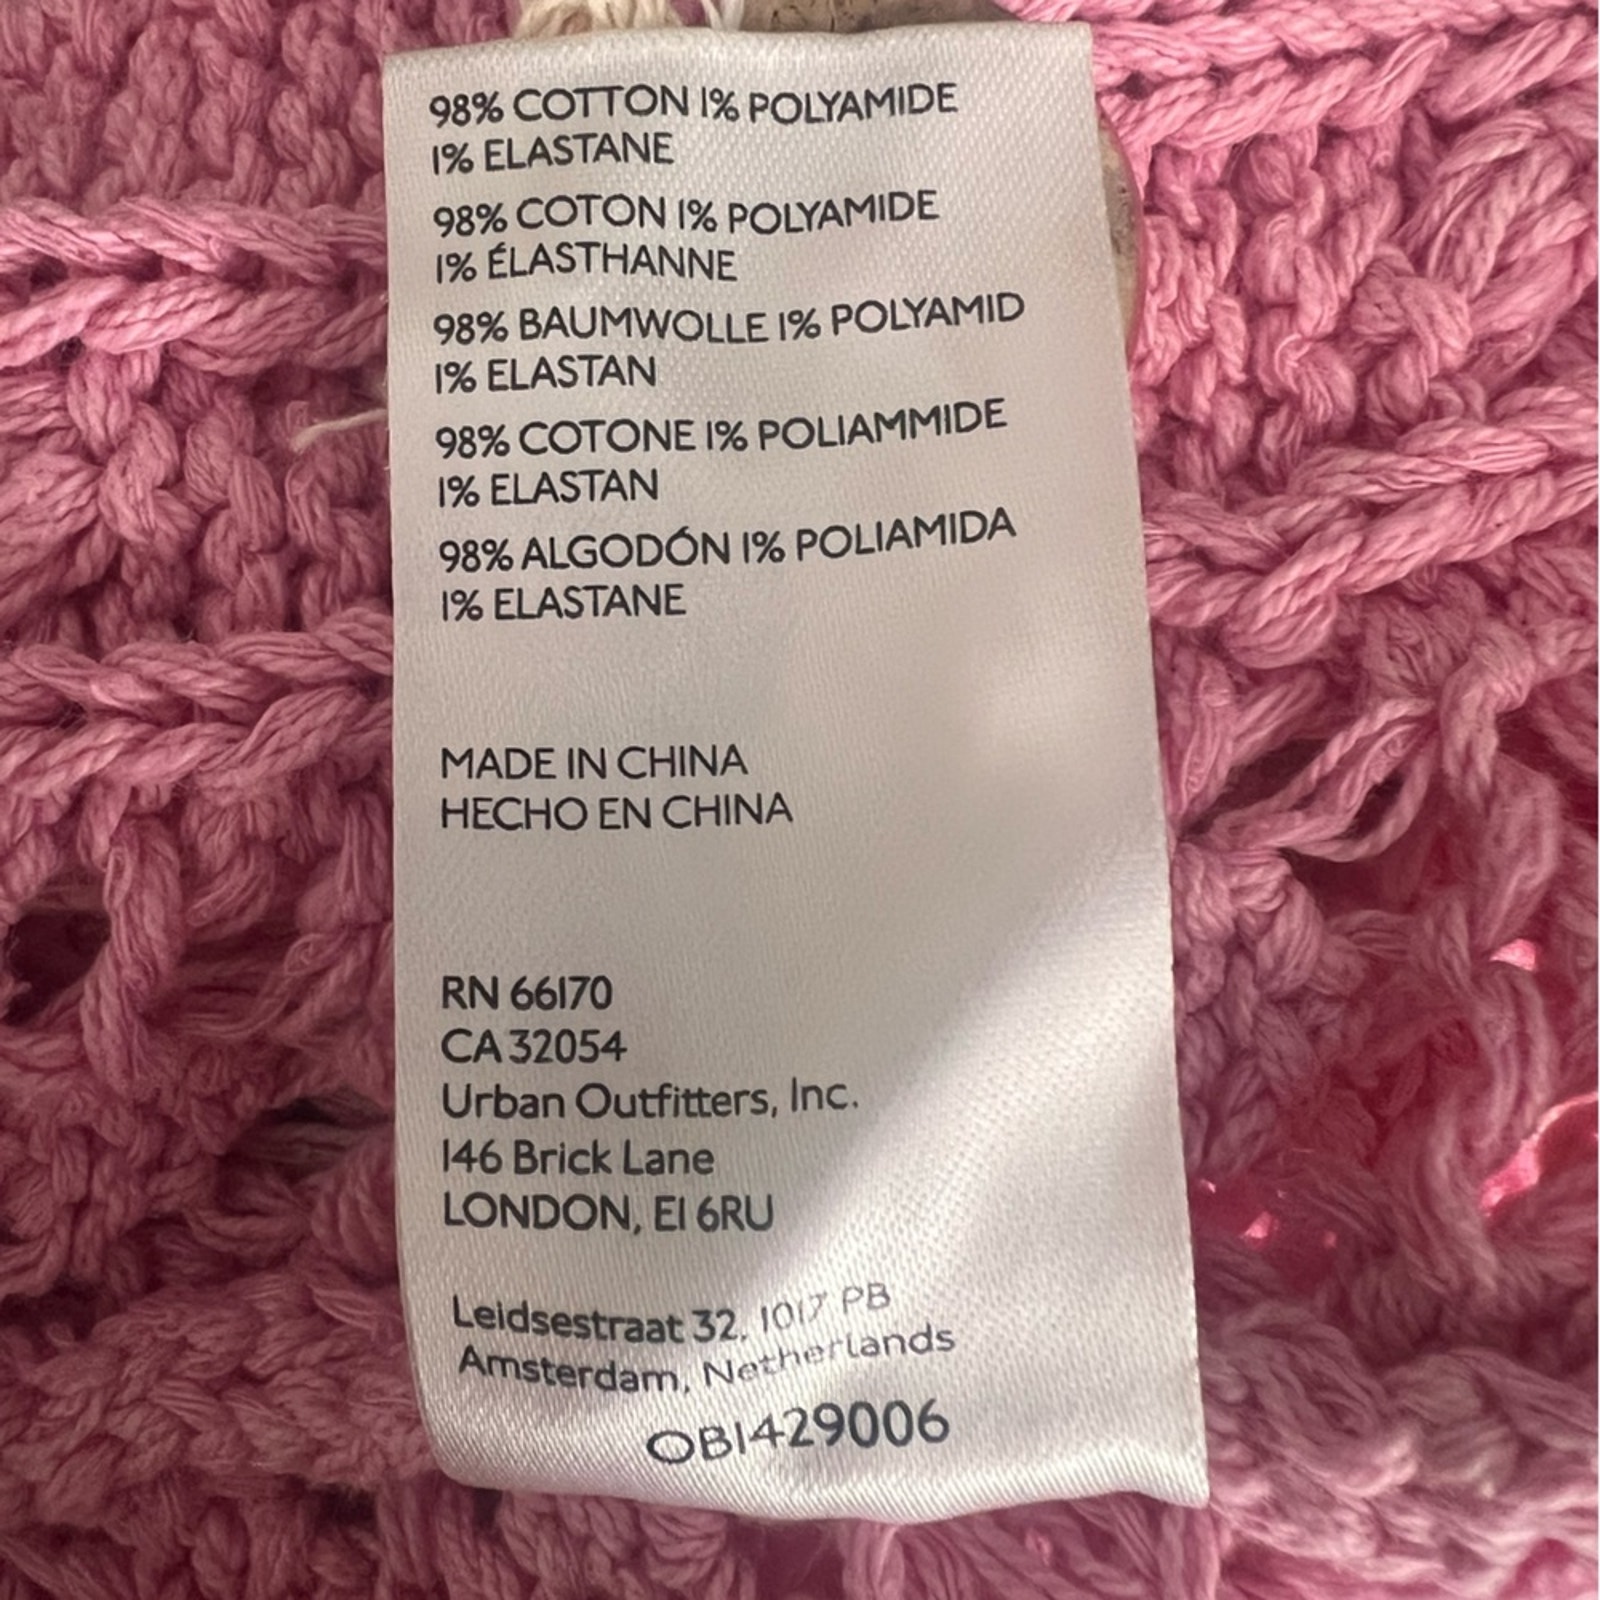 98% COTTON 1% POLYAMIDE
1% ELASTANE
98% COTON 1% POLYAMIDE
1% ÉLASTHANNE
98% BAUMWOLLE 1% POLYAMID
1% ELASTAN
98% COTONE 1% POLIAMMIDE
1% ELASTAN
98% ALGODÓN 1% POLIAMIDA
1% ELASTANE
MADE IN CHINA
HECHO EN CHINA
RN 66170
CA 32054
Urban Outfitters, Inc.
146 Brick Lane
LONDON, E1 6RU
Leidsestraat 32, 1017 PB
Amsterdam, Netherlands
OB1429006